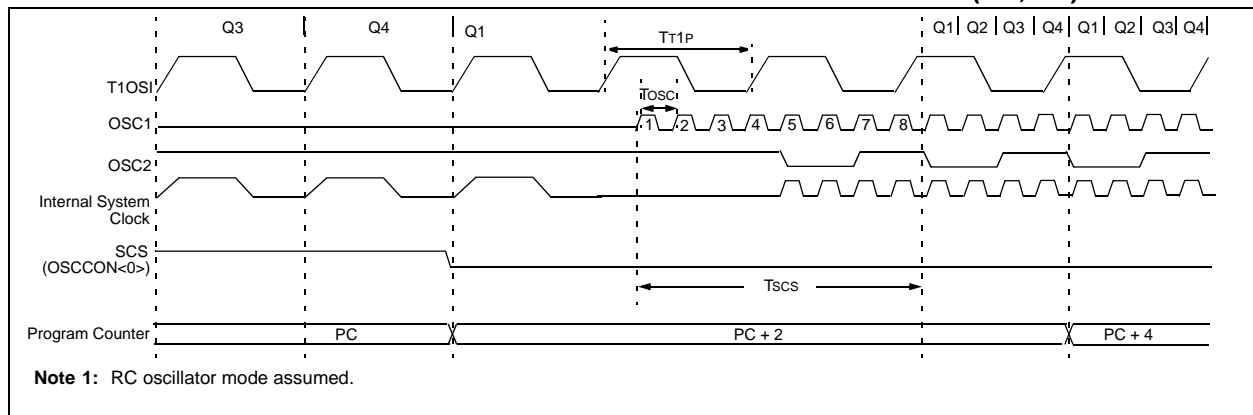 Q3 Q4 Q1 Q1 Q2 Q3 Q4 Q1 Q2 Q3 Q4
TT1P
T1OSI
TOSC
OSC1
1 2 3 4 5 6 7 8
OSC2
Internal System
Clock
SCS
(OSCCON<0>)
TSCS
Program Counter PC PC + 2 PC + 4
Note 1: RC oscillator mode assumed.